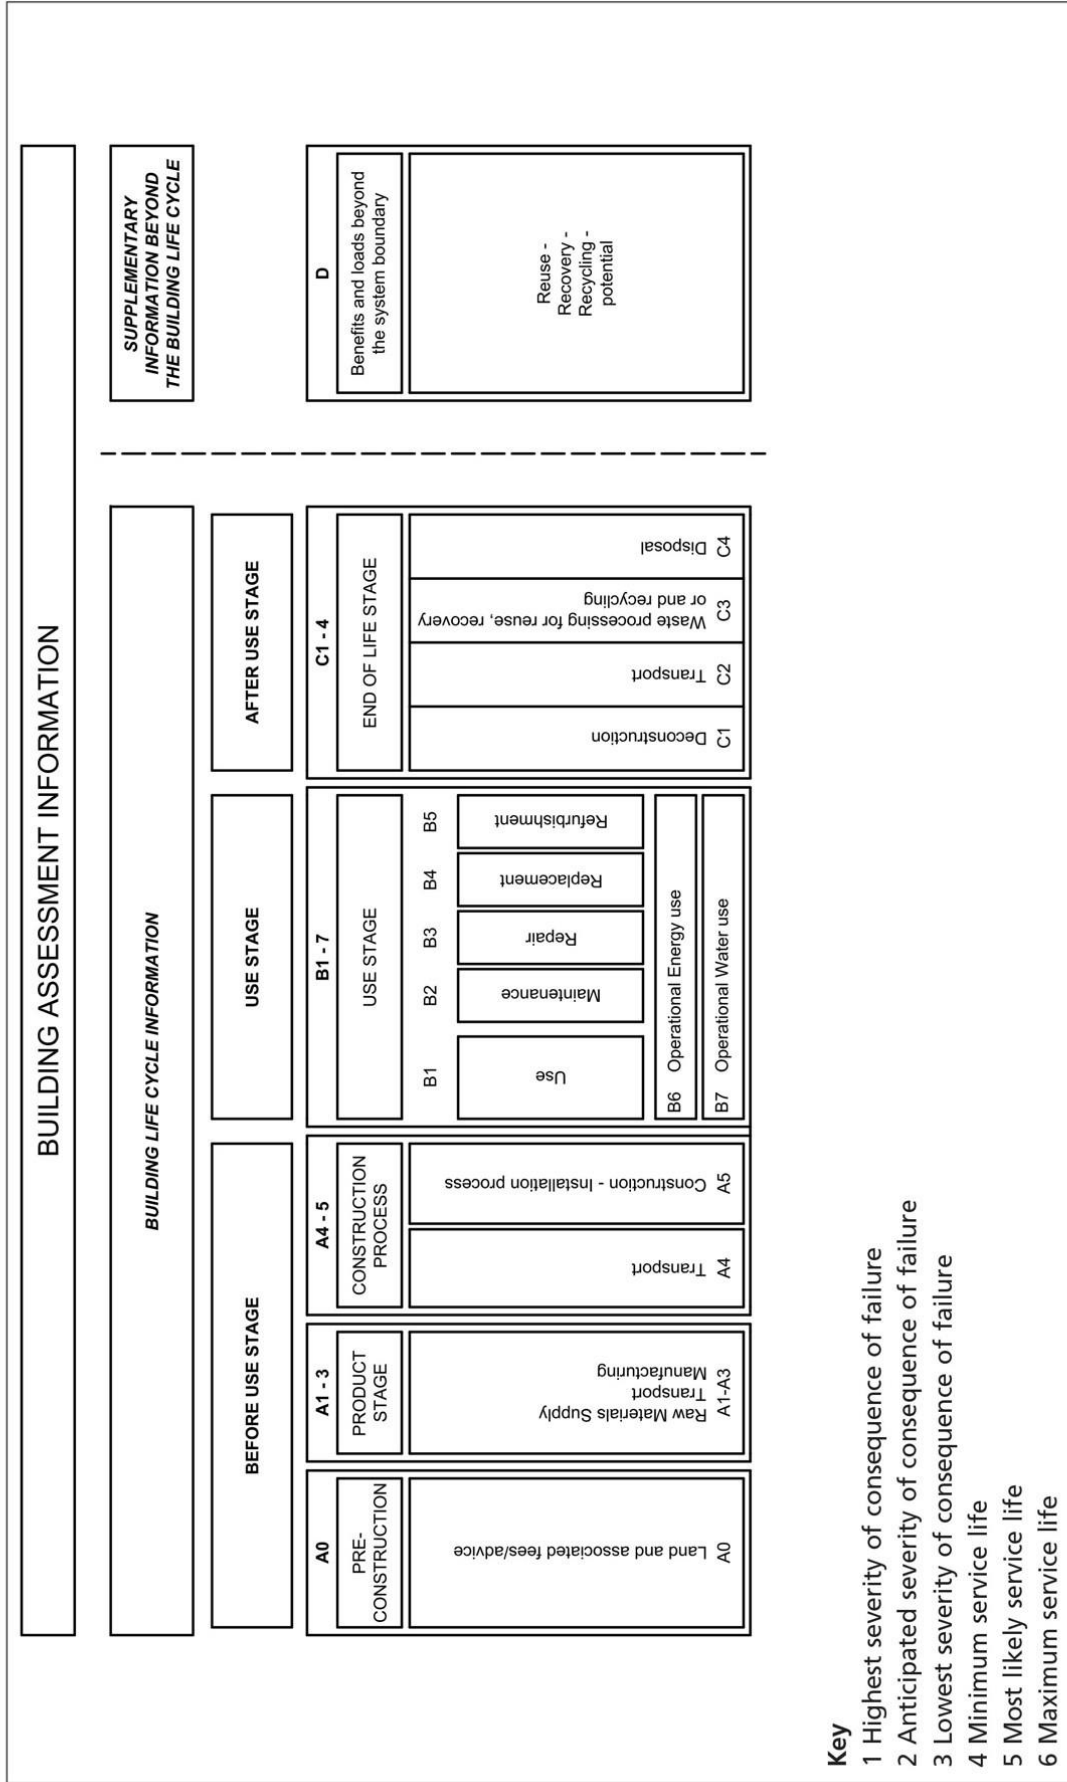 BUILDING ASSESSMENT INFORMATION
BUILDING LIFE CYCLE INFORMATION
SUPPLEMENTARY
INFORMATION BEYOND
THE BUILDING LIFE CYCLE
BEFORE USE STAGE
USE STAGE
AFTER USE STAGE
A0
PRE-
CONSTRUCTION
Land and associated fees/advice
A0
A1 - 3
PRODUCT
STAGE
Raw Materials Supply
Transport
Manufacturing
A1-A3
A4 - 5
CONSTRUCTION
PROCESS
Transport
A4
Construction - Installation process
A5
B1 - 7
USE STAGE
B1
Use
B2
Maintenance
B3
Repair
B4
Replacement
B5
Refurbishment
B6 Operational Energy use
B7 Operational Water use
C1 - 4
END OF LIFE STAGE
Deconstruction
C1
Transport
C2
Waste processing for reuse, recovery
or and recycling
C3
Disposal
C4
D
Benefits and loads beyond
the system boundary
Reuse -
Recovery -
Recycling -
potential
Key
1 Highest severity of consequence of failure
2 Anticipated severity of consequence of failure
3 Lowest severity of consequence of failure
4 Minimum service life
5 Most likely service life
6 Maximum service life